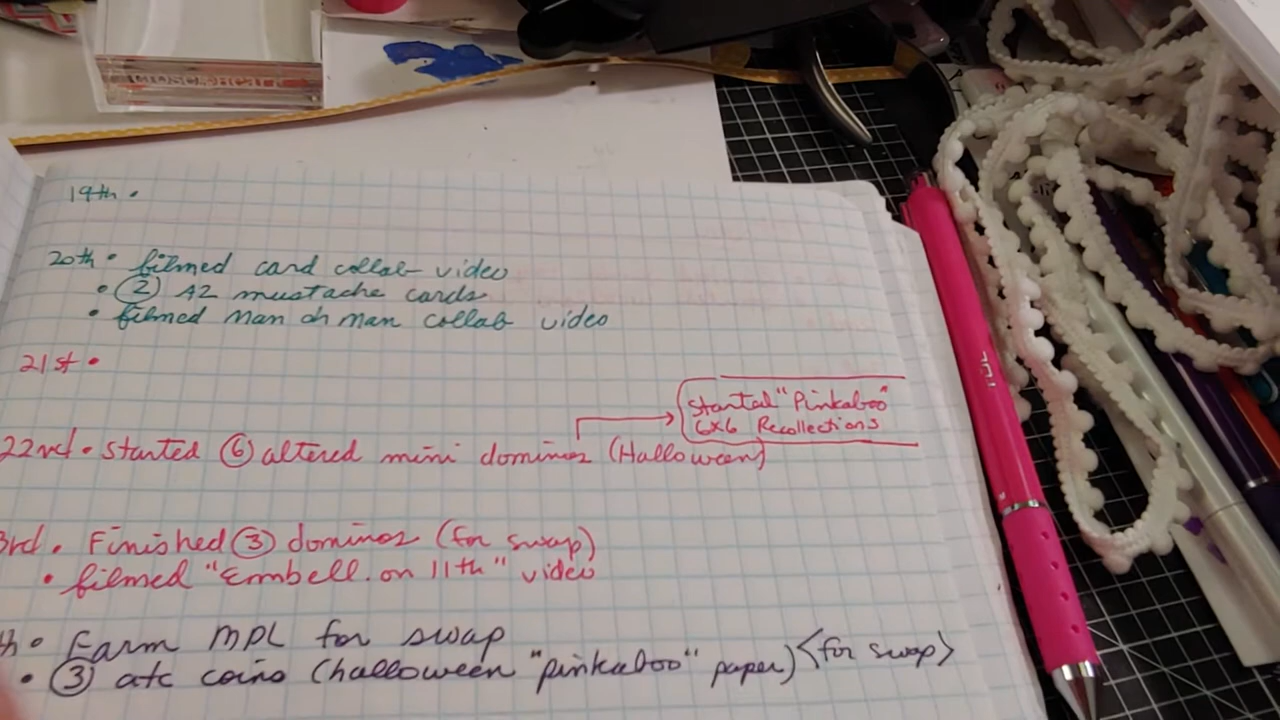 19th •
20th • filmed card collab video
• (2) A2 mustache cards
• filmed man oh man collab video
21st •
Started "Pinkaboo"
6x6 Recollections
22nd • Started (6) altered mini dominos (Halloween)
3rd. • Finished (3) dominos (for swap)
• filmed "Embell. on 11th" video
th • Farm MPL for swap
• (3) atc coins (halloween "pinkaboo" paper) <for swap>